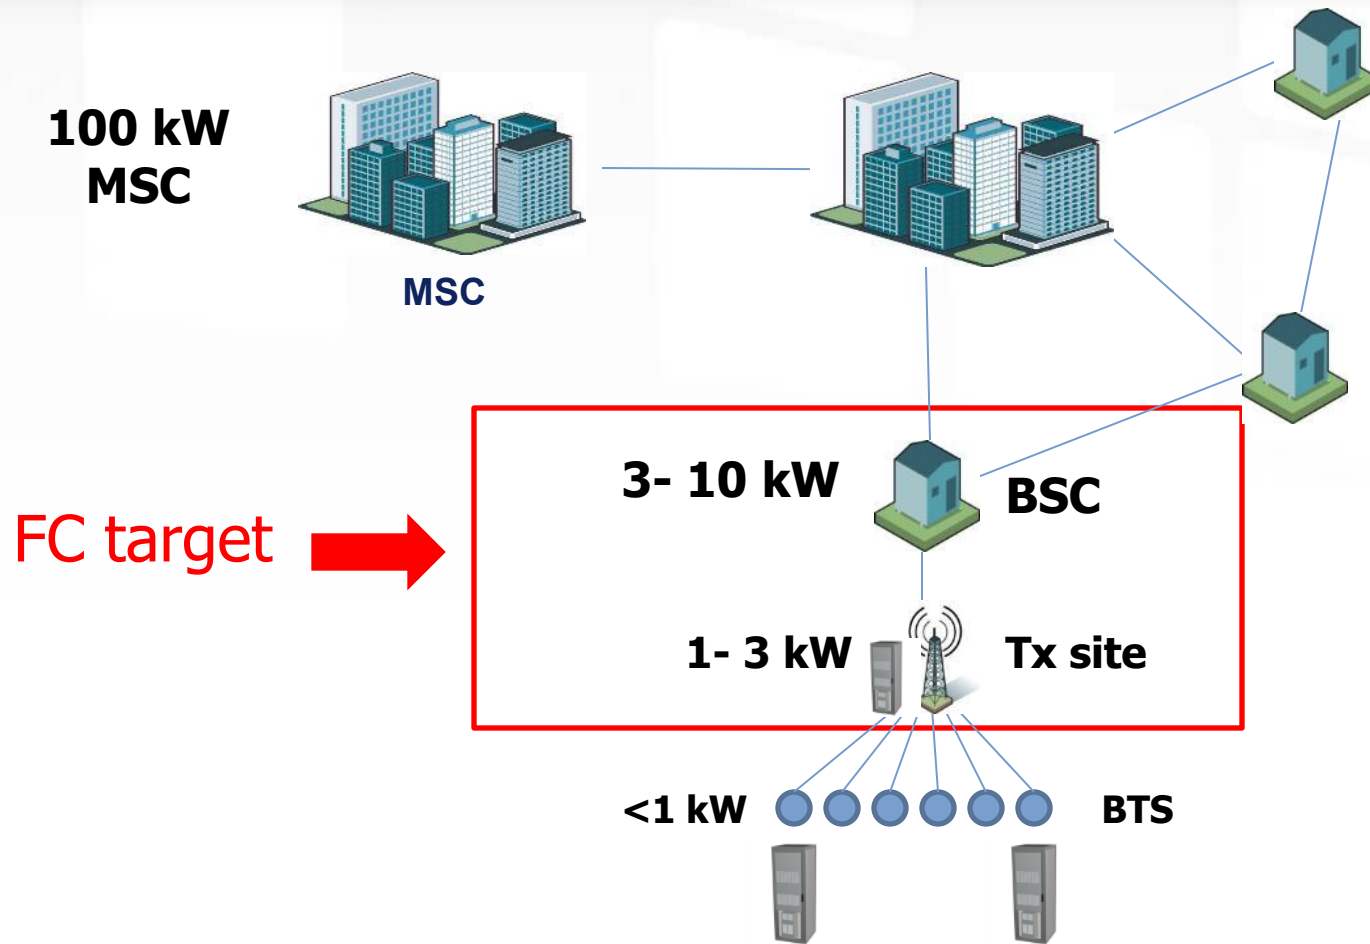 100 kW
MSC
MSC
3- 10 kW
BSC
FC target
1- 3 kW
Tx site
<1 kW
BTS